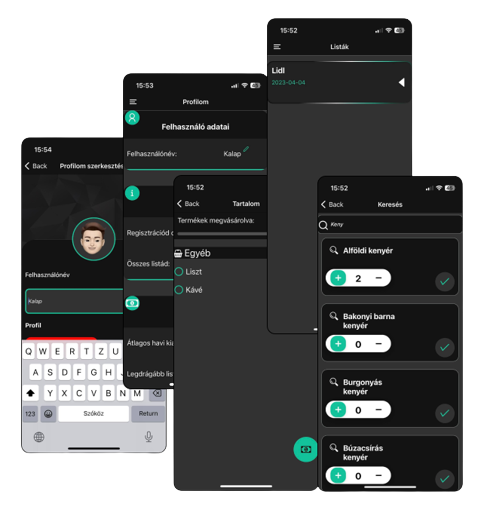 15:52
Listák
Lidl
2023-04-04
15:53
Profilom
Felhasználó adatai
Felhasználónév:
Kalap
Regisztrációd
Összes listád:
Átlagos havi
Legdrágább
15:54
Back
Profilom szerkesztés
Felhasználónév
Kalap
Profil
Q W E R T Z U
A S D F G H
Y X C V B N M
123
Szóköz
Return
15:52
Back
Tartalom
Termékek megvásárolva:
Egyéb
Liszt
Kávé
15:52
Back
Keresés
Keny
Alföldi kenyér
+ 2 -
Bakonyi barna
kenyér
+ 0 -
Burgonyás
kenyér
+ 0 -
Búzacsírás
kenyér
+ 0 -